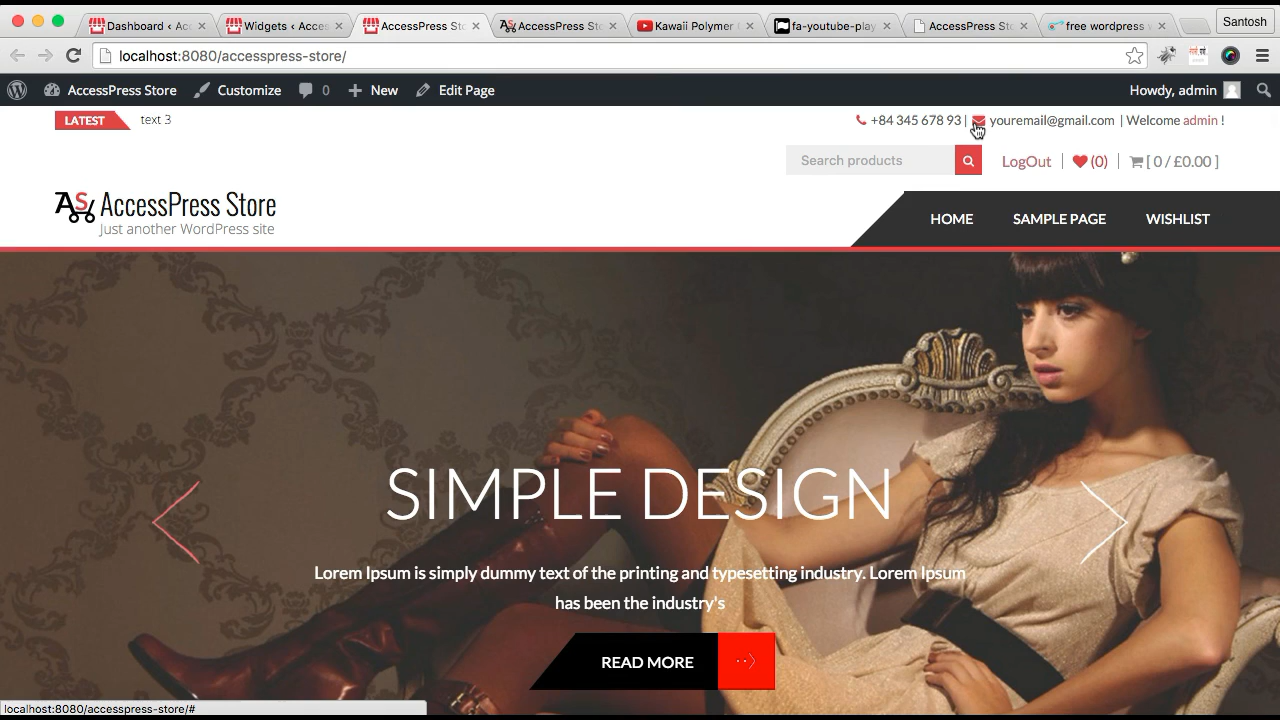 Dashboard ‹ Acc
Widgets ‹ Acces
AccessPress Sto
AccessPress Sto
Kawaii Polymer
fa-youtube-play
AccessPress Sto
free wordpress w
Santosh
localhost:8080/accesspress-store/
AccessPress Store
Customize
0
New
Edit Page
Howdy, admin
LATEST
text 3
+84 345 678 93 |
youremail@gmail.com | Welcome admin !
Search products
LogOut
(0)
[ 0 / £0.00 ]
AS AccessPress Store
Just another WordPress site
HOME
SAMPLE PAGE
WISHLIST
SIMPLE DESIGN
Lorem Ipsum is simply dummy text of the printing and typesetting industry. Lorem Ipsum
has been the industry's
READ MORE
localhost:8080/accesspress-store/#